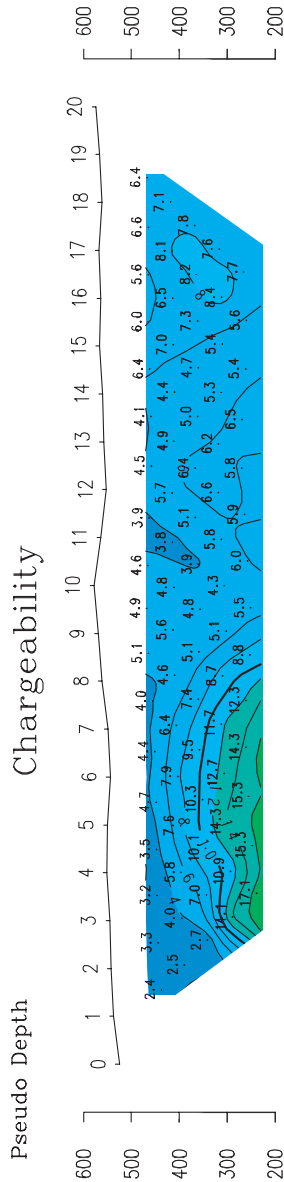 Chargeability
Pseudo Depth
0 1 2 3 4 5 6 7 8 9 10 11 12 13 14 15 16 17 18 19 20
600 600
500 500
400 400
300 300
200 200
2.4 3.3 3.2 3.5 4.7 4.4 4.0 5.1 4.9 4.6 3.9 4.5 4.1 6.4 6.0 5.6 6.6 6.4
2.5 4.0 5.8 7.6 7.9 6.4 4.6 5.6 4.8 3.8 5.7 4.9 4.4 7.0 6.5 8.1 7.1
2.7 7.0 10.1 10.3 9.5 7.4 5.1 4.8 3.9 5.1 6.4 5.0 4.7 7.3 8.2 7.8
10.9 14.3 12.7 11.7 8.7 5.1 4.3 5.8 6.6 6.2 5.3 5.4 8.4 7.6
17.1 15.3 15.3 14.3 12.3 8.8 5.5 6.0 5.9 5.8 6.5 5.4 5.6 7.7